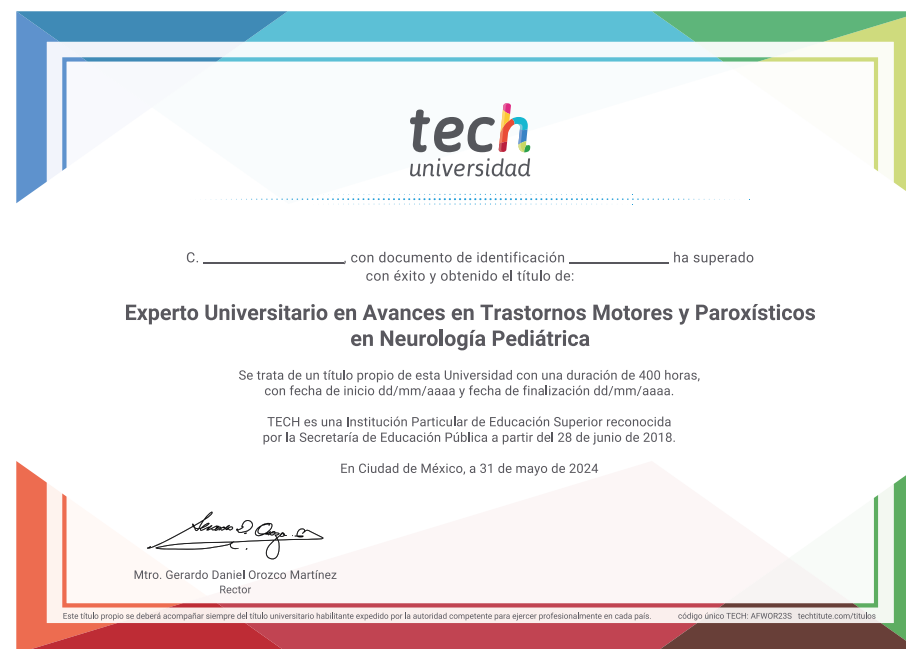 tech
universidad
C. ____________________, con documento de identificación ______________ ha superado
con éxito y obtenido el título de:
Experto Universitario en Avances en Trastornos Motores y Paroxísticos
en Neurología Pediátrica
Se trata de un título propio de esta Universidad con una duración de 400 horas,
con fecha de inicio dd/mm/aaaa y fecha de finalización dd/mm/aaaa.
TECH es una Institución Particular de Educación Superior reconocida
por la Secretaría de Educación Pública a partir del 28 de junio de 2018.
En Ciudad de México, a 31 de mayo de 2024
Mtro. Gerardo Daniel Orozco Martínez
Rector
Este título propio se deberá acompañar siempre del título universitario habilitante expedido por la autoridad competente para ejercer profesionalmente en cada país. código único TECH: AFWOR23S techtitute.com/titulos